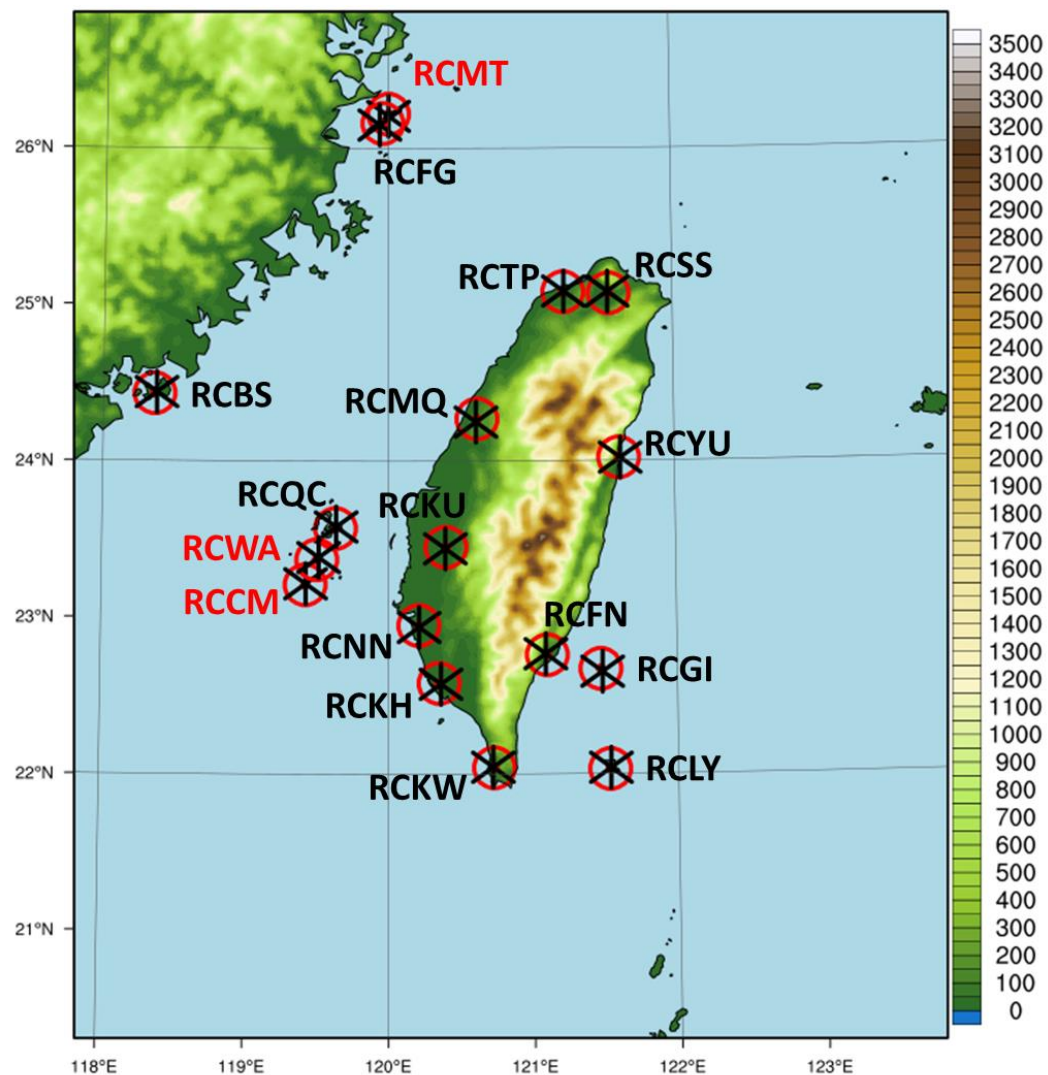 RCMT
RCFG
RCTP
RCSS
RCBS
RCMQ
RCYU
RCQC
RCKU
RCWA
RCCM
RCFN
RCNN
RCGI
RCKH
RCKW
RCLY
26°N
25°N
24°N
23°N
22°N
21°N
118°E
119°E
120°E
121°E
122°E
123°E
3500
3400
3300
3200
3100
3000
2900
2800
2700
2600
2500
2400
2300
2200
2100
2000
1900
1800
1700
1600
1500
1400
1300
1200
1100
1000
900
800
700
600
500
400
300
200
100
0